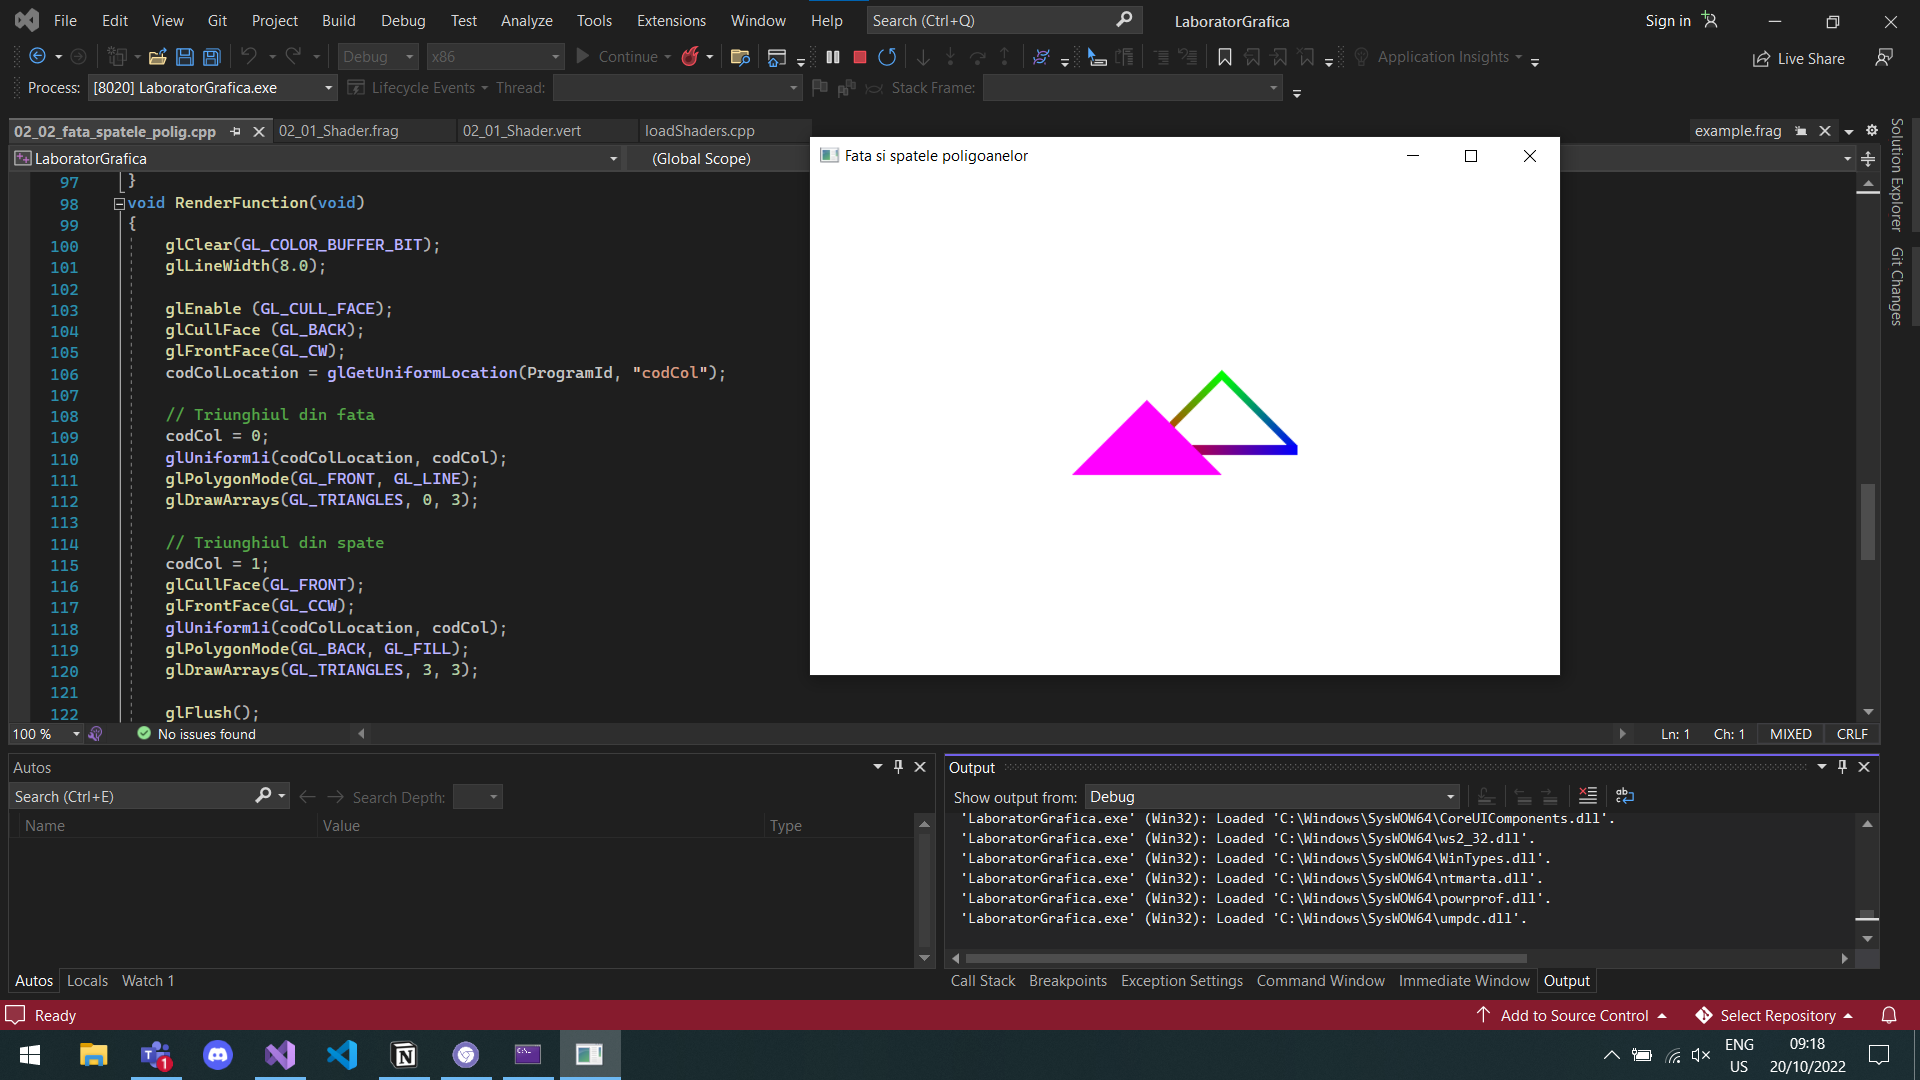 File Edit View Git Project Build Debug Test Analyze Tools Extensions Window Help Search (Ctrl+Q) LaboratorGrafica Sign in
Debug x86 Continue Application Insights Live Share
Process: [8020] LaboratorGrafica.exe Lifecycle Events Thread: Stack Frame:
02_02_fata_spatele_polig.cpp 02_01_Shader.frag 02_01_Shader.vert loadShaders.cpp example.frag
LaboratorGrafica (Global Scope)
Fata si spatele poligoanelor
97 }
98 void RenderFunction(void)
99 {
100 glClear(GL_COLOR_BUFFER_BIT);
101 glLineWidth(8.0);
102
103 glEnable (GL_CULL_FACE);
104 glCullFace (GL_BACK);
105 glFrontFace(GL_CW);
106 codColLocation = glGetUniformLocation(ProgramId, "codCol");
107
108 // Triunghiul din fata
109 codCol = 0;
110 glUniform1i(codColLocation, codCol);
111 glPolygonMode(GL_FRONT, GL_LINE);
112 glDrawArrays(GL_TRIANGLES, 0, 3);
113
114 // Triunghiul din spate
115 codCol = 1;
116 glCullFace(GL_FRONT);
117 glFrontFace(GL_CCW);
118 glUniform1i(codColLocation, codCol);
119 glPolygonMode(GL_BACK, GL_FILL);
120 glDrawArrays(GL_TRIANGLES, 3, 3);
121
122 glFlush();
Solution Explorer
Git Changes
100 % No issues found Ln: 1 Ch: 1 MIXED CRLF
Autos
Search (Ctrl+E) Search Depth:
Name Value Type
Autos Locals Watch 1
Output
Show output from: Debug
'LaboratorGrafica.exe' (Win32): Loaded 'C:\Windows\SysWOW64\CoreUIComponents.dll'.
'LaboratorGrafica.exe' (Win32): Loaded 'C:\Windows\SysWOW64\ws2_32.dll'.
'LaboratorGrafica.exe' (Win32): Loaded 'C:\Windows\SysWOW64\WinTypes.dll'.
'LaboratorGrafica.exe' (Win32): Loaded 'C:\Windows\SysWOW64\ntmarta.dll'.
'LaboratorGrafica.exe' (Win32): Loaded 'C:\Windows\SysWOW64\powrprof.dll'.
'LaboratorGrafica.exe' (Win32): Loaded 'C:\Windows\SysWOW64\umpdc.dll'.
Call Stack Breakpoints Exception Settings Command Window Immediate Window Output
Ready Add to Source Control Select Repository
1
ENG
US
09:18
20/10/2022